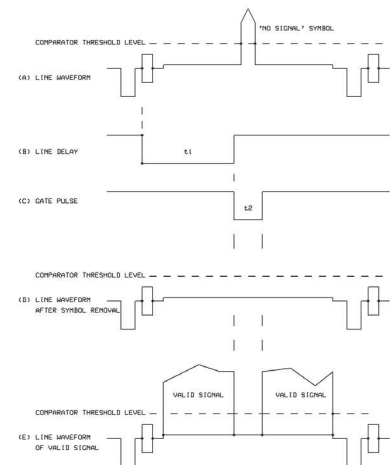 "NO SIGNAL" SYMBOL
COMPARATOR THRESHOLD LEVEL
(A) LINE WAVEFORM
(B) LINE DELAY
t1
(C) GATE PULSE
t2
COMPARATOR THRESHOLD LEVEL
(D) LINE WAVEFORM
AFTER SYMBOL REMOVAL
VALID SIGNAL
VALID SIGNAL
COMPARATOR THRESHOLD LEVEL
(E) LINE WAVEFORM
OF VALID SIGNAL